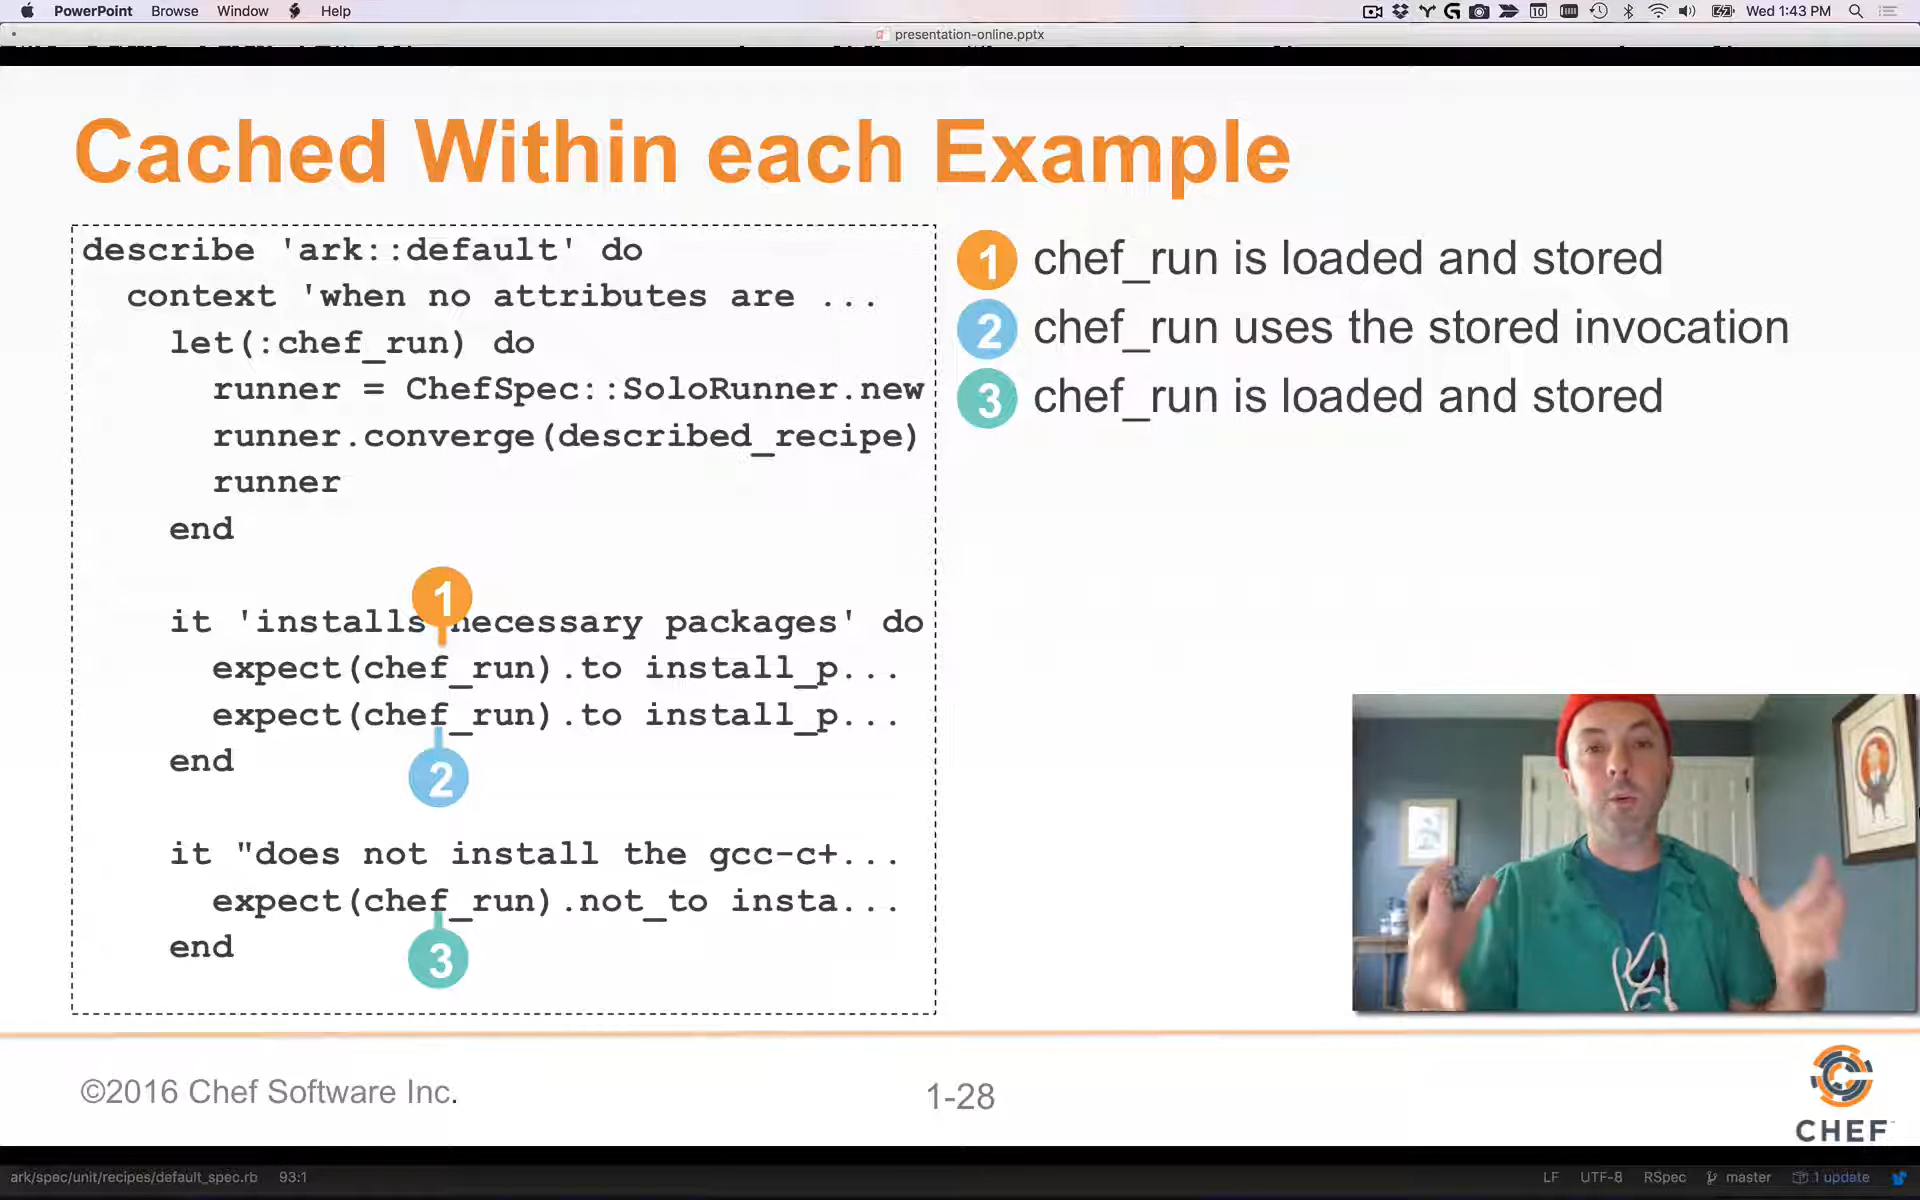 PowerPoint Browse Window Help
Wed 1:43 PM
presentation-online.pptx
Cached Within each Example
describe 'ark::default' do
context 'when no attributes are ...
let(:chef_run) do
runner = ChefSpec::SoloRunner.new
runner.converge(described_recipe)
runner
end
1
it 'installs necessary packages' do
expect(chef_run).to install_p...
expect(chef_run).to install_p...
end
2
it "does not install the gcc-c+...
expect(chef_run).not_to insta...
end
3
1 chef_run is loaded and stored
2 chef_run uses the stored invocation
3 chef_run is loaded and stored
©2016 Chef Software Inc.
1-28
CHEF
ark/spec/unit/recipes/default_spec.rb 93:1
LF UTF-8 RSpec master 1 update